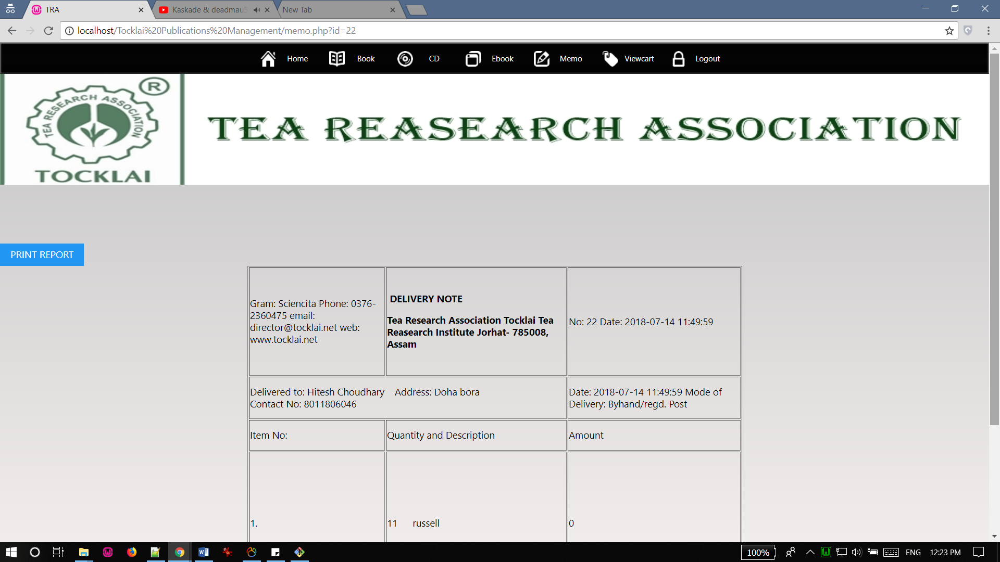 TRA
Kaskade & deadmau5
New Tab
localhost/Tocklai%20Publications%20Management/memo.php?id=22
Home
Book
CD
Ebook
Memo
Viewcart
Logout
TEA RESEARCH ASSOCIATION
R
TOCKLAI
TEA REASEARCH ASSOCIATION
PRINT REPORT
Gram: Sciencita Phone: 0376-
2360475 email:
director@tocklai.net web:
www.tocklai.net
DELIVERY NOTE
Tea Research Association Tocklai Tea
Reasearch Institute Jorhat- 785008,
Assam
No: 22 Date: 2018-07-14 11:49:59
Delivered to: Hitesh Choudhary Address: Doha bora
Contact No: 8011806046
Date: 2018-07-14 11:49:59 Mode of
Delivery: Byhand/regd. Post
Item No:
Quantity and Description
Amount
1.
11 russell
0
100%
ENG
12:23 PM